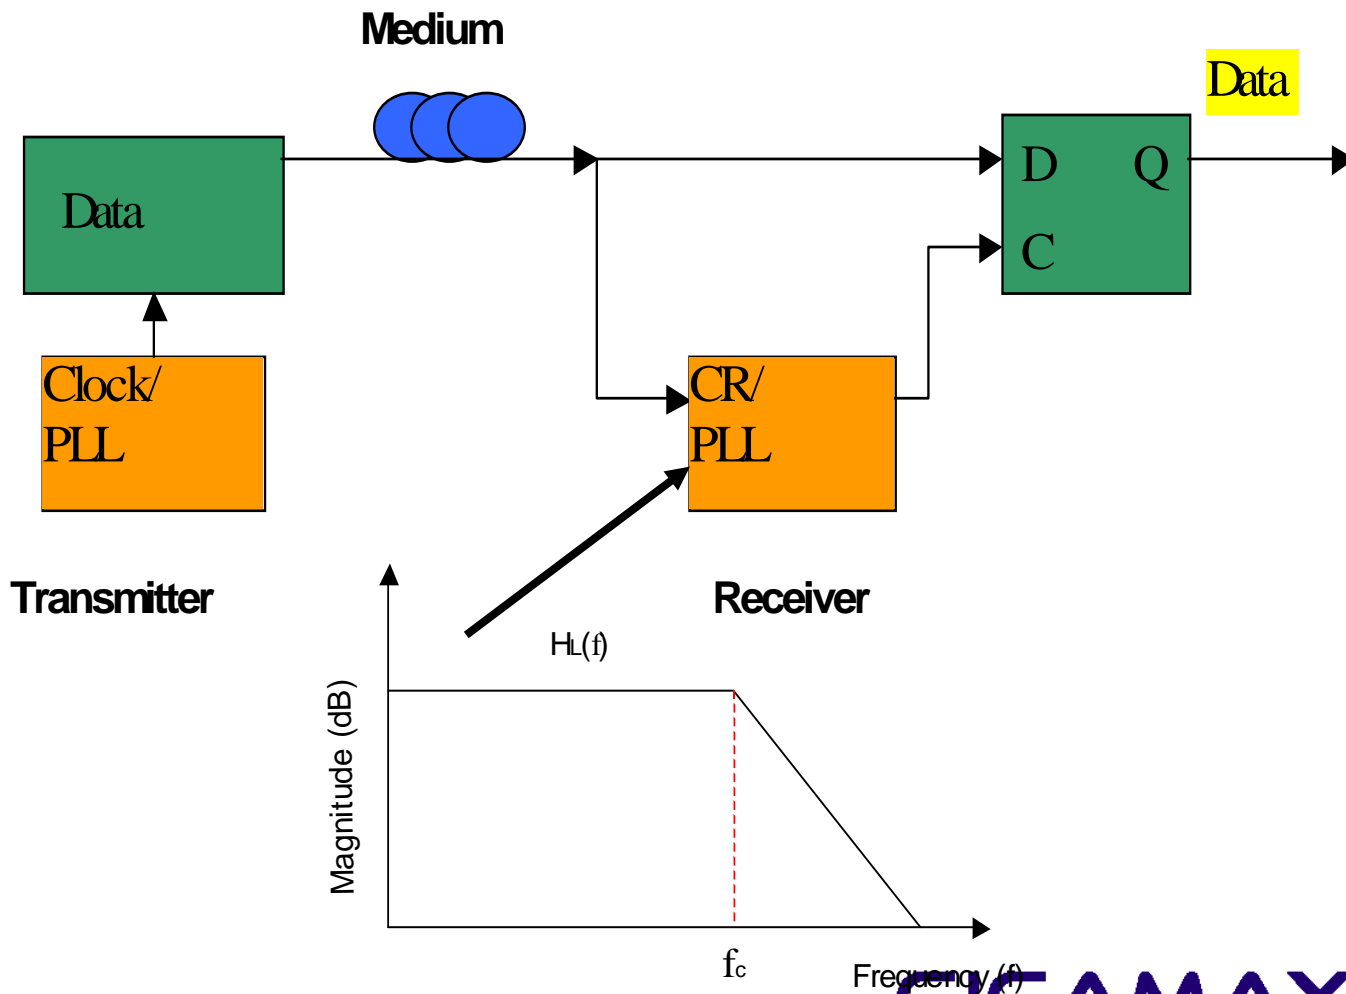 Medium
Data
Data
D Q
C
Clock/
PLL
CR/
PLL
Transmitter
Receiver
HL(f)
Magnitude (dB)
fc
Frequency (f)